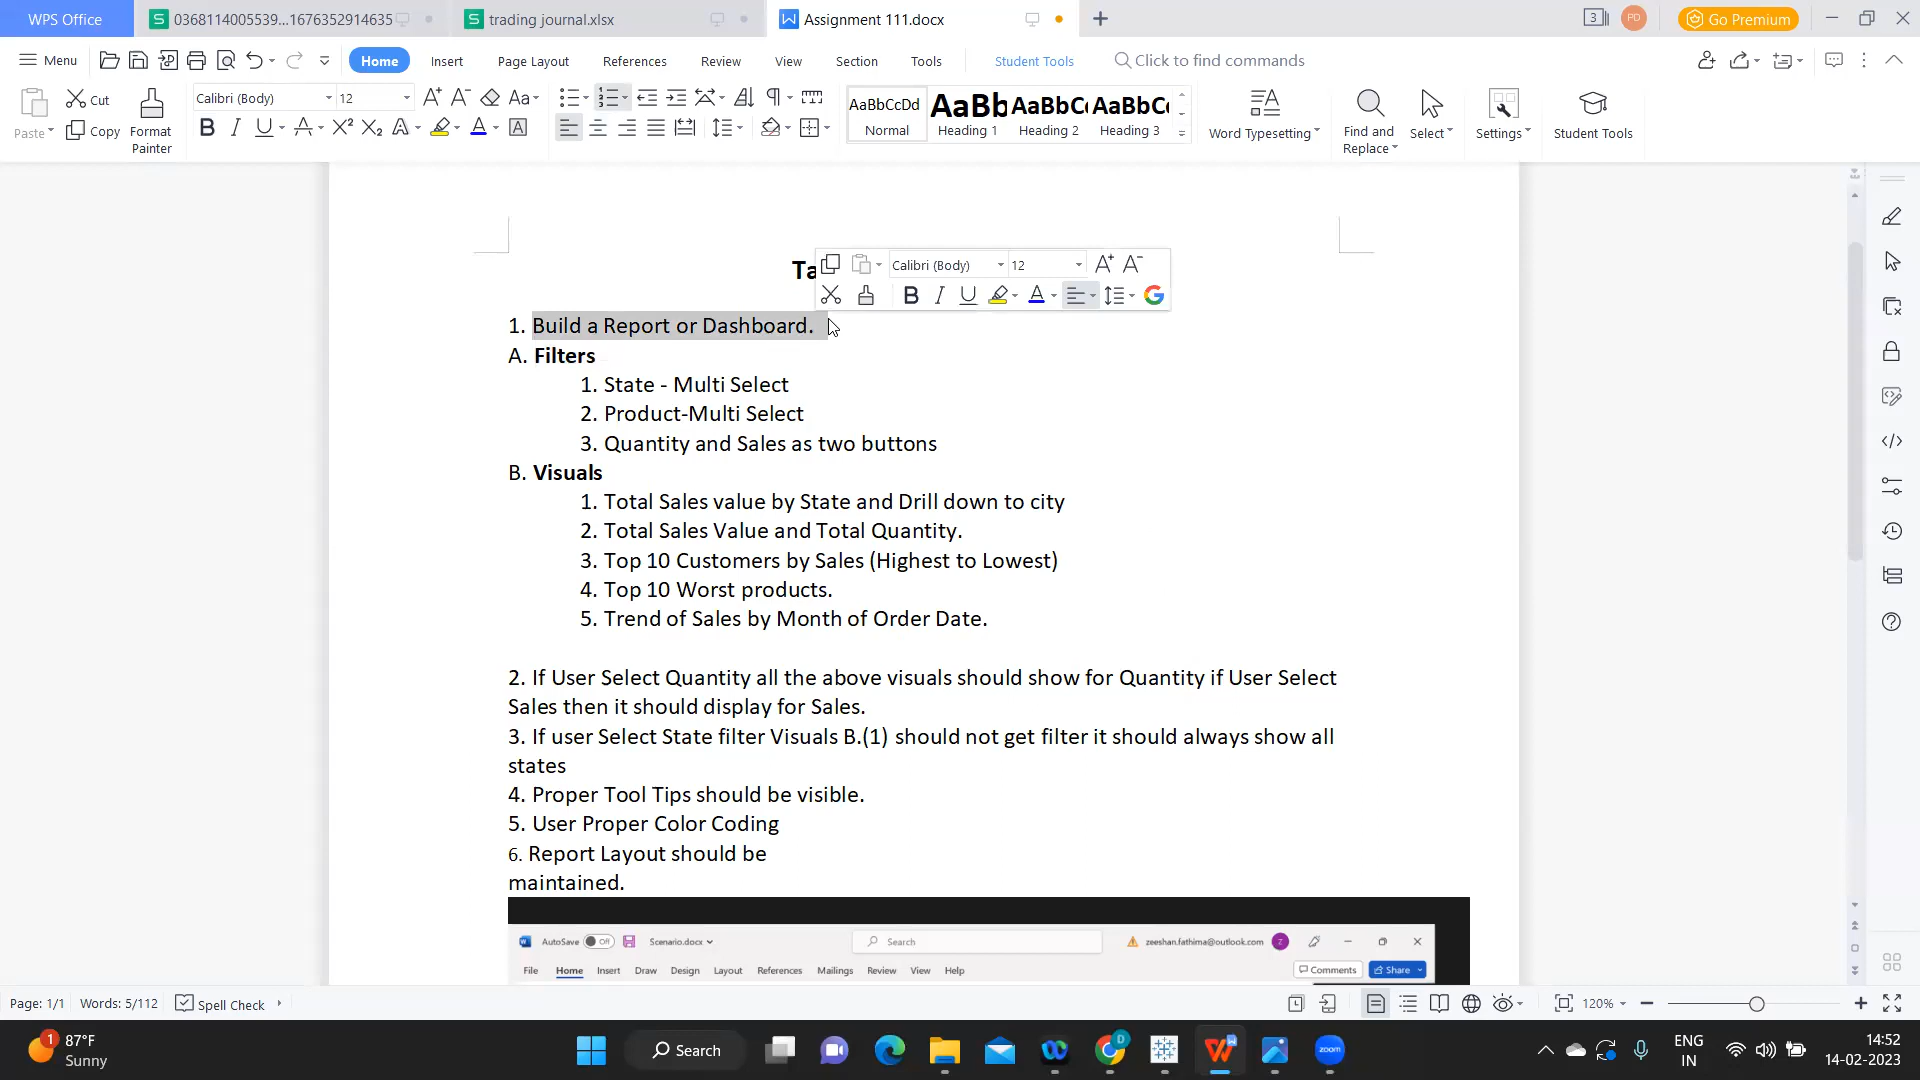 WPS Office
0368114005539...1676352914635
trading journal.xlsx
Assignment 111.docx
3
PD
Go Premium
Menu
Home
Insert
Page Layout
References
Review
View
Section
Tools
Student Tools
Click to find commands
Paste
Cut
Copy
Format Painter
Calibri (Body)
12
AaBbCcDd
Normal
AaBb
Heading 1
AaBbC
Heading 2
AaBbC
Heading 3
Word Typesetting
Find and Replace
Select
Settings
Student Tools
Ta
Calibri (Body)
12
1. Build a Report or Dashboard.
A. Filters
1. State - Multi Select
2. Product-Multi Select
3. Quantity and Sales as two buttons
B. Visuals
1. Total Sales value by State and Drill down to city
2. Total Sales Value and Total Quantity.
3. Top 10 Customers by Sales (Highest to Lowest)
4. Top 10 Worst products.
5. Trend of Sales by Month of Order Date.
2. If User Select Quantity all the above visuals should show for Quantity if User Select
Sales then it should display for Sales.
3. If user Select State filter Visuals B.(1) should not get filter it should always show all
states
4. Proper Tool Tips should be visible.
5. User Proper Color Coding
6. Report Layout should be
maintained.
AutoSave Off Scenario.docx
Search
zeeshan.fathima@outlook.com
Z
File Home Insert Draw Design Layout References Mailings Review View Help
Comments Share
Page: 1/1 Words: 5/112 Spell Check
120%
1
87°F
Sunny
Search
D
zoom
ENG
IN
14:52
14-02-2023